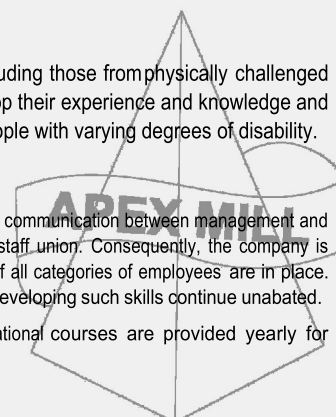 uding those from physically challenged
op their experience and knowledge and
ople with varying degrees of disability.
communication between management and
staff union. Consequently, the company is
f all categories of employees are in place.
eveloping such skills continue unabated.
ational courses are provided yearly for
APEX MILL